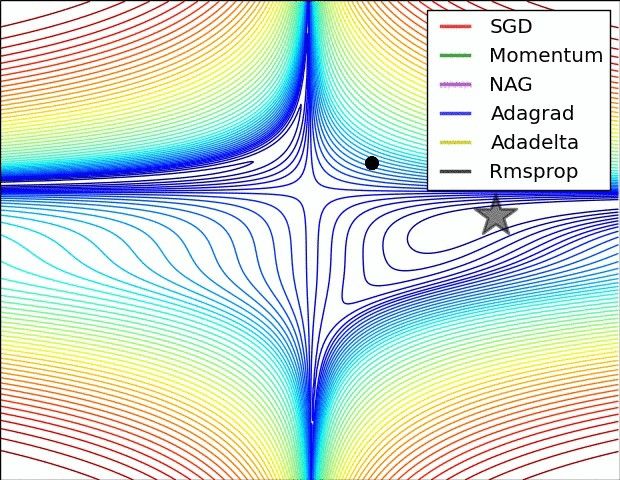 SGD
Momentum
NAG
Adagrad
Adadelta
Rmsprop